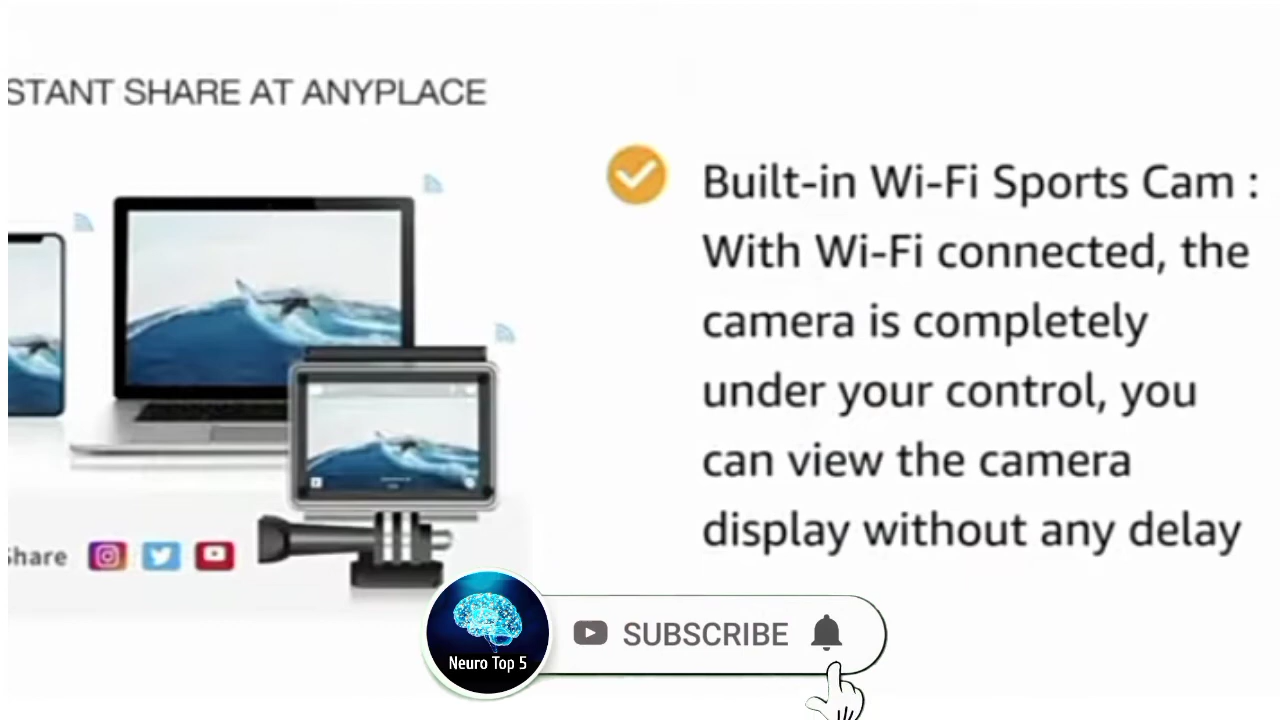 STANT SHARE AT ANYPLACE
Built-in Wi-Fi Sports Cam :
With Wi-Fi connected, the
camera is completely
under your control, you
can view the camera
display without any delay
Share
Neuro Top 5
SUBSCRIBE